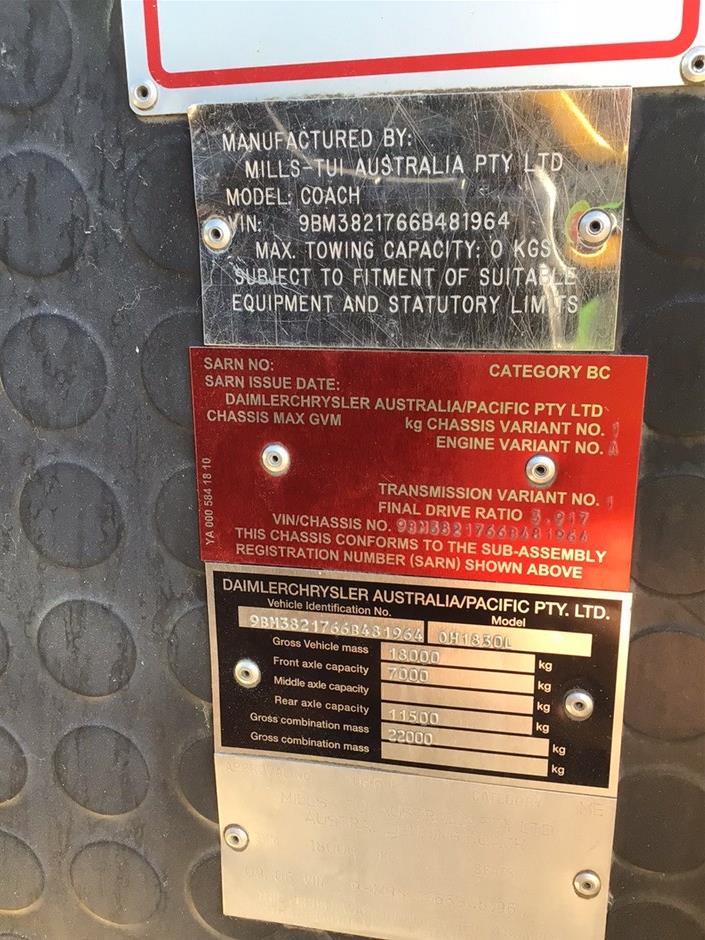 MANUFACTURED BY:
MILLS-TUI AUSTRALIA PTY LTD
MODEL: COACH
VIN: 9BM3821766B481964
MAX. TOWING CAPACITY: 0 KGS
SUBJECT TO FITMENT OF SUITABLE
EQUIPMENT AND STATUTORY LIMITS
SARN NO: CATEGORY BC
SARN ISSUE DATE:
DAIMLERCHRYSLER AUSTRALIA/PACIFIC PTY LTD
CHASSIS MAX GVM kg CHASSIS VARIANT NO. 1
ENGINE VARIANT NO. A
YA 000 584 18 10
TRANSMISSION VARIANT NO. 1
FINAL DRIVE RATIO 3.917
VIN/CHASSIS NO. 9BM3821766B481964
THIS CHASSIS CONFORMS TO THE SUB-ASSEMBLY
REGISTRATION NUMBER (SARN) SHOWN ABOVE
DAIMLERCHRYSLER AUSTRALIA/PACIFIC PTY. LTD.
Vehicle Identification No. Model
9BM3821766B481964 OH1830L
Gross Vehicle mass 18000 kg
Front axle capacity 7000 kg
Middle axle capacity kg
Rear axle capacity 11500 kg
Gross combination mass 22000 kg
Gross combination mass kg
CATEGORY ME
MILLS
LTD